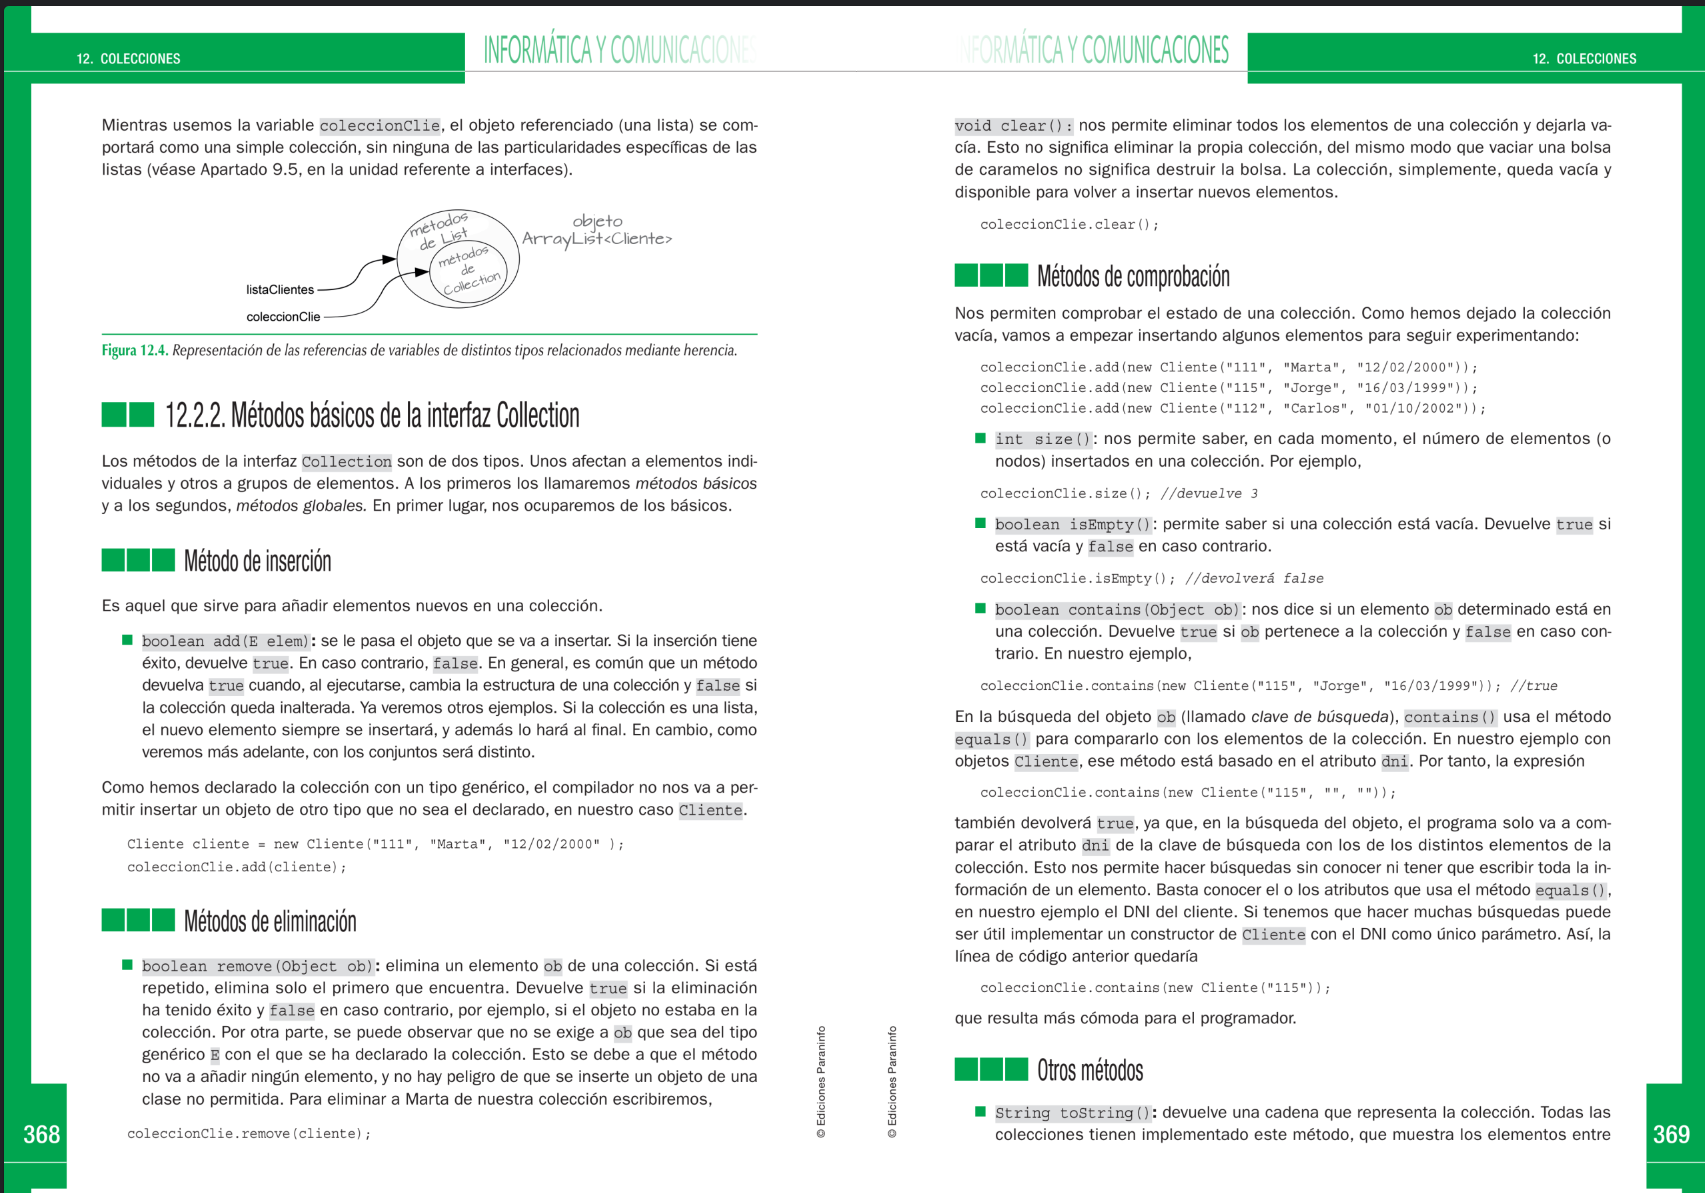 12. COLECCIONES
INFORMÁTICA Y COMUNICACIONES
Mientras usemos la variable coleccionClie, el objeto referenciado (una lista) se com-
portará como una simple colección, sin ninguna de las particularidades específicas de las
listas (véase Apartado 9.5, en la unidad referente a interfaces).
métodos
de List
métodos
de
Collection
objeto
ArrayList<Cliente>
listaClientes
coleccionClie
Figura 12.4. Representación de las referencias de variables de distintos tipos relacionados mediante herencia.
12.2.2. Métodos básicos de la interfaz Collection
Los métodos de la interfaz Collection son de dos tipos. Unos afectan a elementos indi-
viduales y otros a grupos de elementos. A los primeros los llamaremos métodos básicos
y a los segundos, métodos globales. En primer lugar, nos ocuparemos de los básicos.
Método de inserción
Es aquel que sirve para añadir elementos nuevos en una colección.
boolean add(E elem): se le pasa el objeto que se va a insertar. Si la inserción tiene
éxito, devuelve true. En caso contrario, false. En general, es común que un método
devuelva true cuando, al ejecutarse, cambia la estructura de una colección y false si
la colección queda inalterada. Ya veremos otros ejemplos. Si la colección es una lista,
el nuevo elemento siempre se insertará, y además lo hará al final. En cambio, como
veremos más adelante, con los conjuntos será distinto.
Como hemos declarado la colección con un tipo genérico, el compilador no nos va a per-
mitir insertar un objeto de otro tipo que no sea el declarado, en nuestro caso Cliente.
Cliente cliente = new Cliente("111", "Marta", "12/02/2000" );
coleccionClie.add(cliente);
Métodos de eliminación
boolean remove(Object ob): elimina un elemento ob de una colección. Si está
repetido, elimina solo el primero que encuentra. Devuelve true si la eliminación
ha tenido éxito y false en caso contrario, por ejemplo, si el objeto no estaba en la
colección. Por otra parte, se puede observar que no se exige a ob que sea del tipo
genérico E con el que se ha declarado la colección. Esto se debe a que el método
no va a añadir ningún elemento, y no hay peligro de que se inserte un objeto de una
clase no permitida. Para eliminar a Marta de nuestra colección escribiremos,
coleccionClie.remove(cliente);
368
© Ediciones Paraninfo
INFORMÁTICA Y COMUNICACIONES
12. COLECCIONES
void clear(): nos permite eliminar todos los elementos de una colección y dejarla va-
cía. Esto no significa eliminar la propia colección, del mismo modo que vaciar una bolsa
de caramelos no significa destruir la bolsa. La colección, simplemente, queda vacía y
disponible para volver a insertar nuevos elementos.
coleccionClie.clear();
Métodos de comprobación
Nos permiten comprobar el estado de una colección. Como hemos dejado la colección
vacía, vamos a empezar insertando algunos elementos para seguir experimentando:
coleccionClie.add(new Cliente("111", "Marta", "12/02/2000"));
coleccionClie.add(new Cliente("115", "Jorge", "16/03/1999"));
coleccionClie.add(new Cliente("112", "Carlos", "01/10/2002"));
int size(): nos permite saber, en cada momento, el número de elementos (o
nodos) insertados en una colección. Por ejemplo,
coleccionClie.size(); //devuelve 3
boolean isEmpty(): permite saber si una colección está vacía. Devuelve true si
está vacía y false en caso contrario.
coleccionClie.isEmpty(); //devolverá false
boolean contains(Object ob): nos dice si un elemento ob determinado está en
una colección. Devuelve true si ob pertenece a la colección y false en caso con-
trario. En nuestro ejemplo,
coleccionClie.contains(new Cliente("115", "Jorge", "16/03/1999")); //true
En la búsqueda del objeto ob (llamado clave de búsqueda), contains() usa el método
equals() para compararlo con los elementos de la colección. En nuestro ejemplo con
objetos Cliente, ese método está basado en el atributo dni. Por tanto, la expresión
coleccionClie.contains(new Cliente("115", "", ""));
también devolverá true, ya que, en la búsqueda del objeto, el programa solo va a com-
parar el atributo dni de la clave de búsqueda con los de los distintos elementos de la
colección. Esto nos permite hacer búsquedas sin conocer ni tener que escribir toda la in-
formación de un elemento. Basta conocer el o los atributos que usa el método equals(),
en nuestro ejemplo el DNI del cliente. Si tenemos que hacer muchas búsquedas puede
ser útil implementar un constructor de Cliente con el DNI como único parámetro. Así, la
línea de código anterior quedaría
coleccionClie.contains(new Cliente("115"));
que resulta más cómoda para el programador.
Otros métodos
String toString(): devuelve una cadena que representa la colección. Todas las
colecciones tienen implementado este método, que muestra los elementos entre
© Ediciones Paraninfo
369